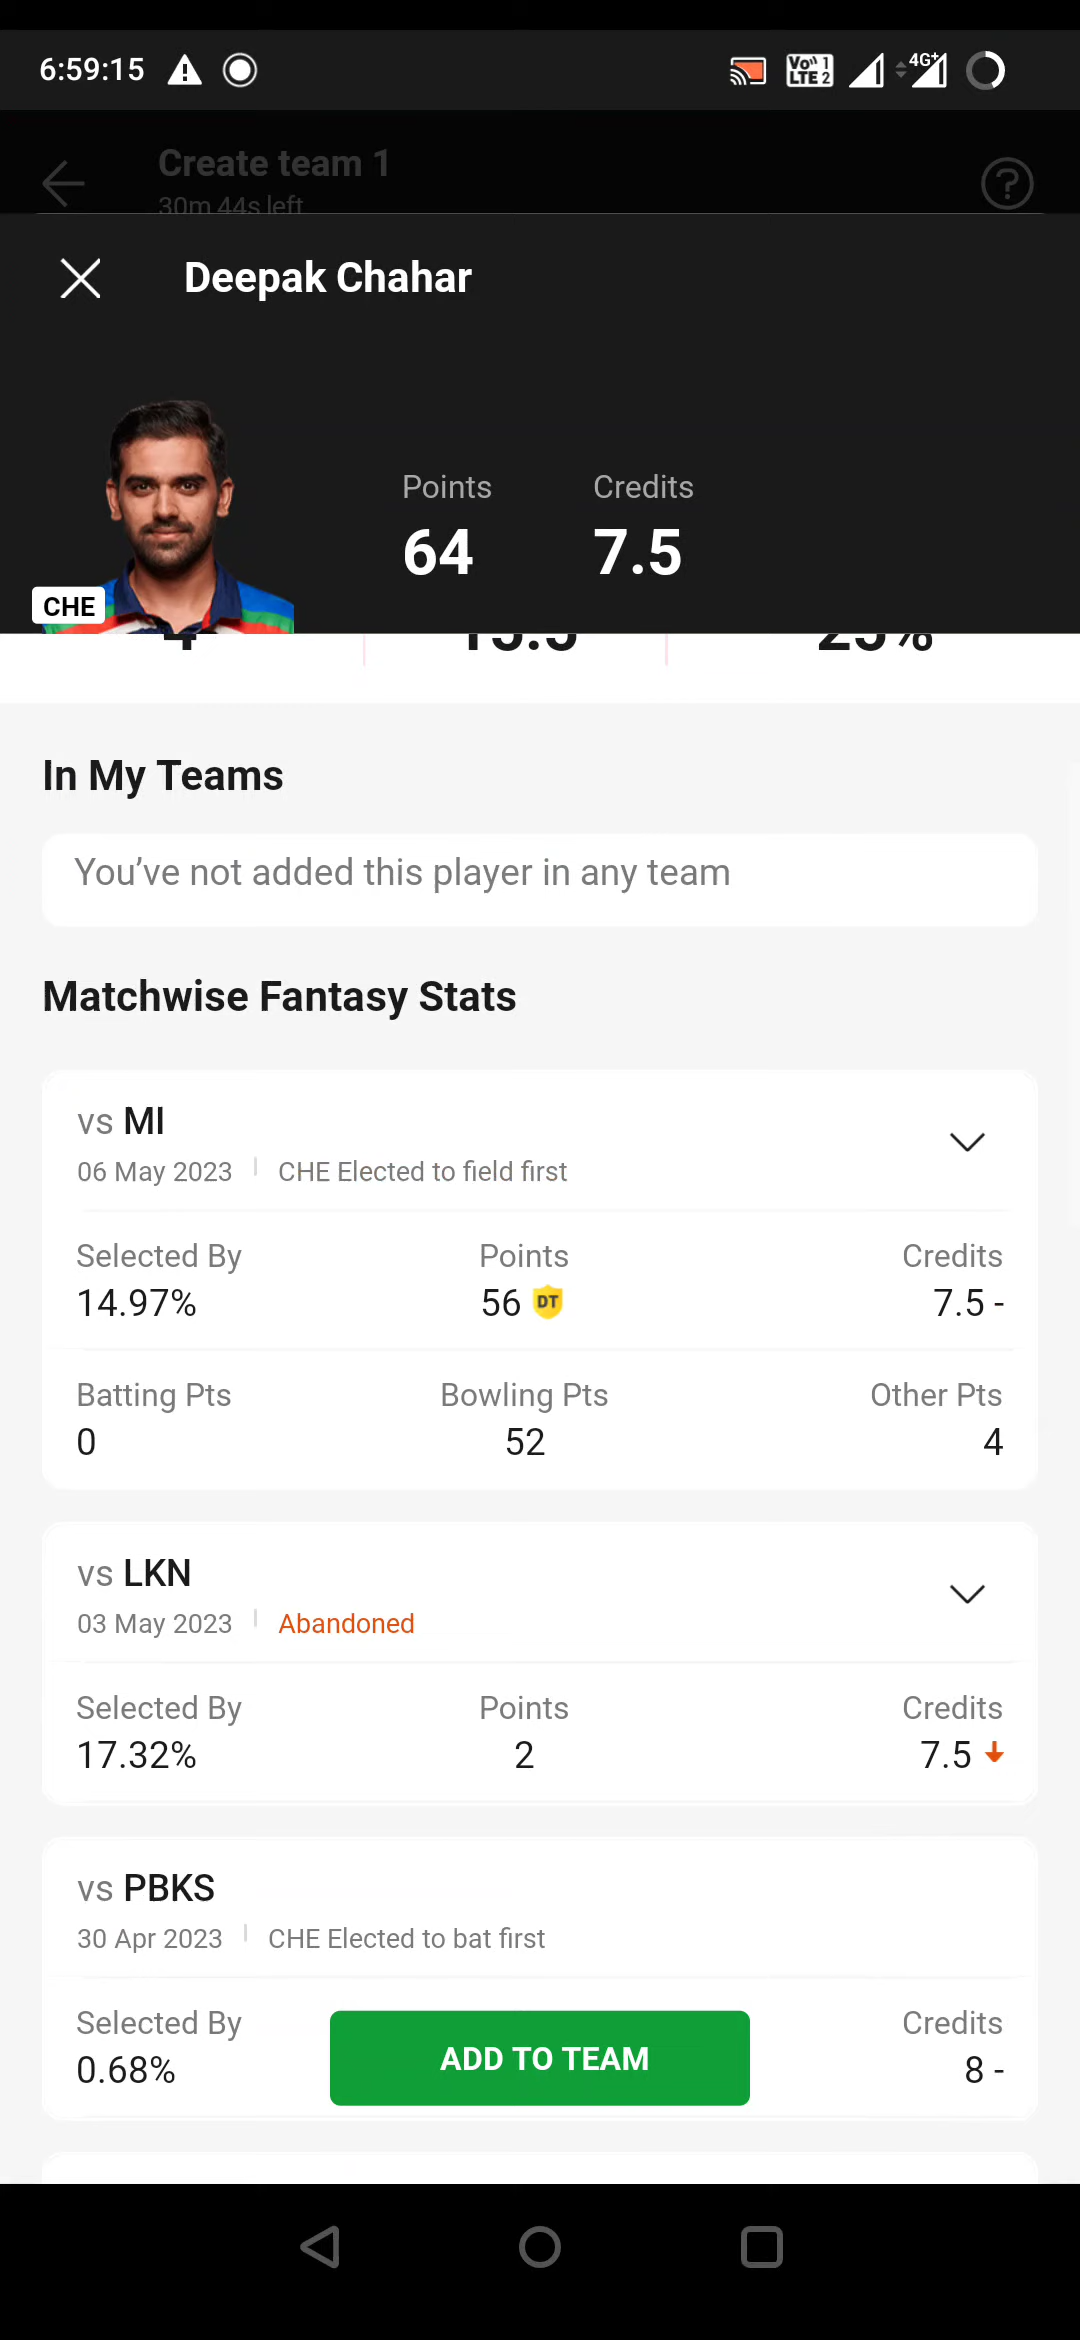 6:59:15 Vo 1 LTE 2 4G+
Create team 1
30m 44s left
Deepak Chahar
Points Credits
64 7.5
CHE
In My Teams
You’ve not added this player in any team
Matchwise Fantasy Stats
vs MI
06 May 2023 CHE Elected to field first
Selected By Points Credits
14.97% 56 DT 7.5 -
Batting Pts Bowling Pts Other Pts
0 52 4
vs LKN
03 May 2023 Abandoned
Selected By Points Credits
17.32% 2 7.5
vs PBKS
30 Apr 2023 CHE Elected to bat first
Selected By Credits
0.68% ADD TO TEAM 8 -